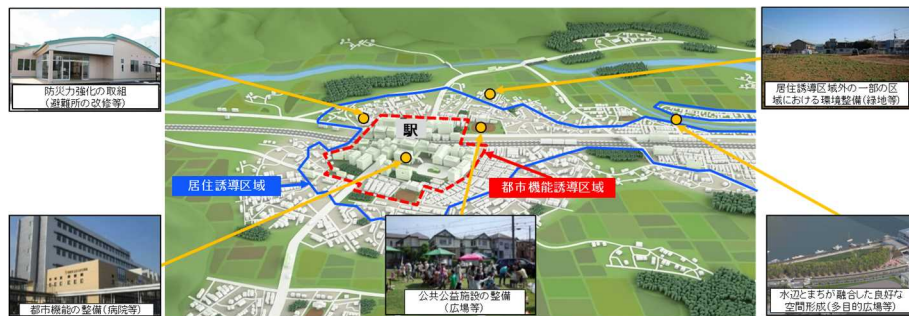 防災力強化の取組
(避難所の改修等)
居住誘導区域外の一部の区
域における環境整備(緑地等)
駅
居住誘導区域
都市機能誘導区域
都市機能の整備(病院等)
公共公益施設の整備
(広場等)
水辺とまちが融合した良好な
空間形成(多目的広場等)